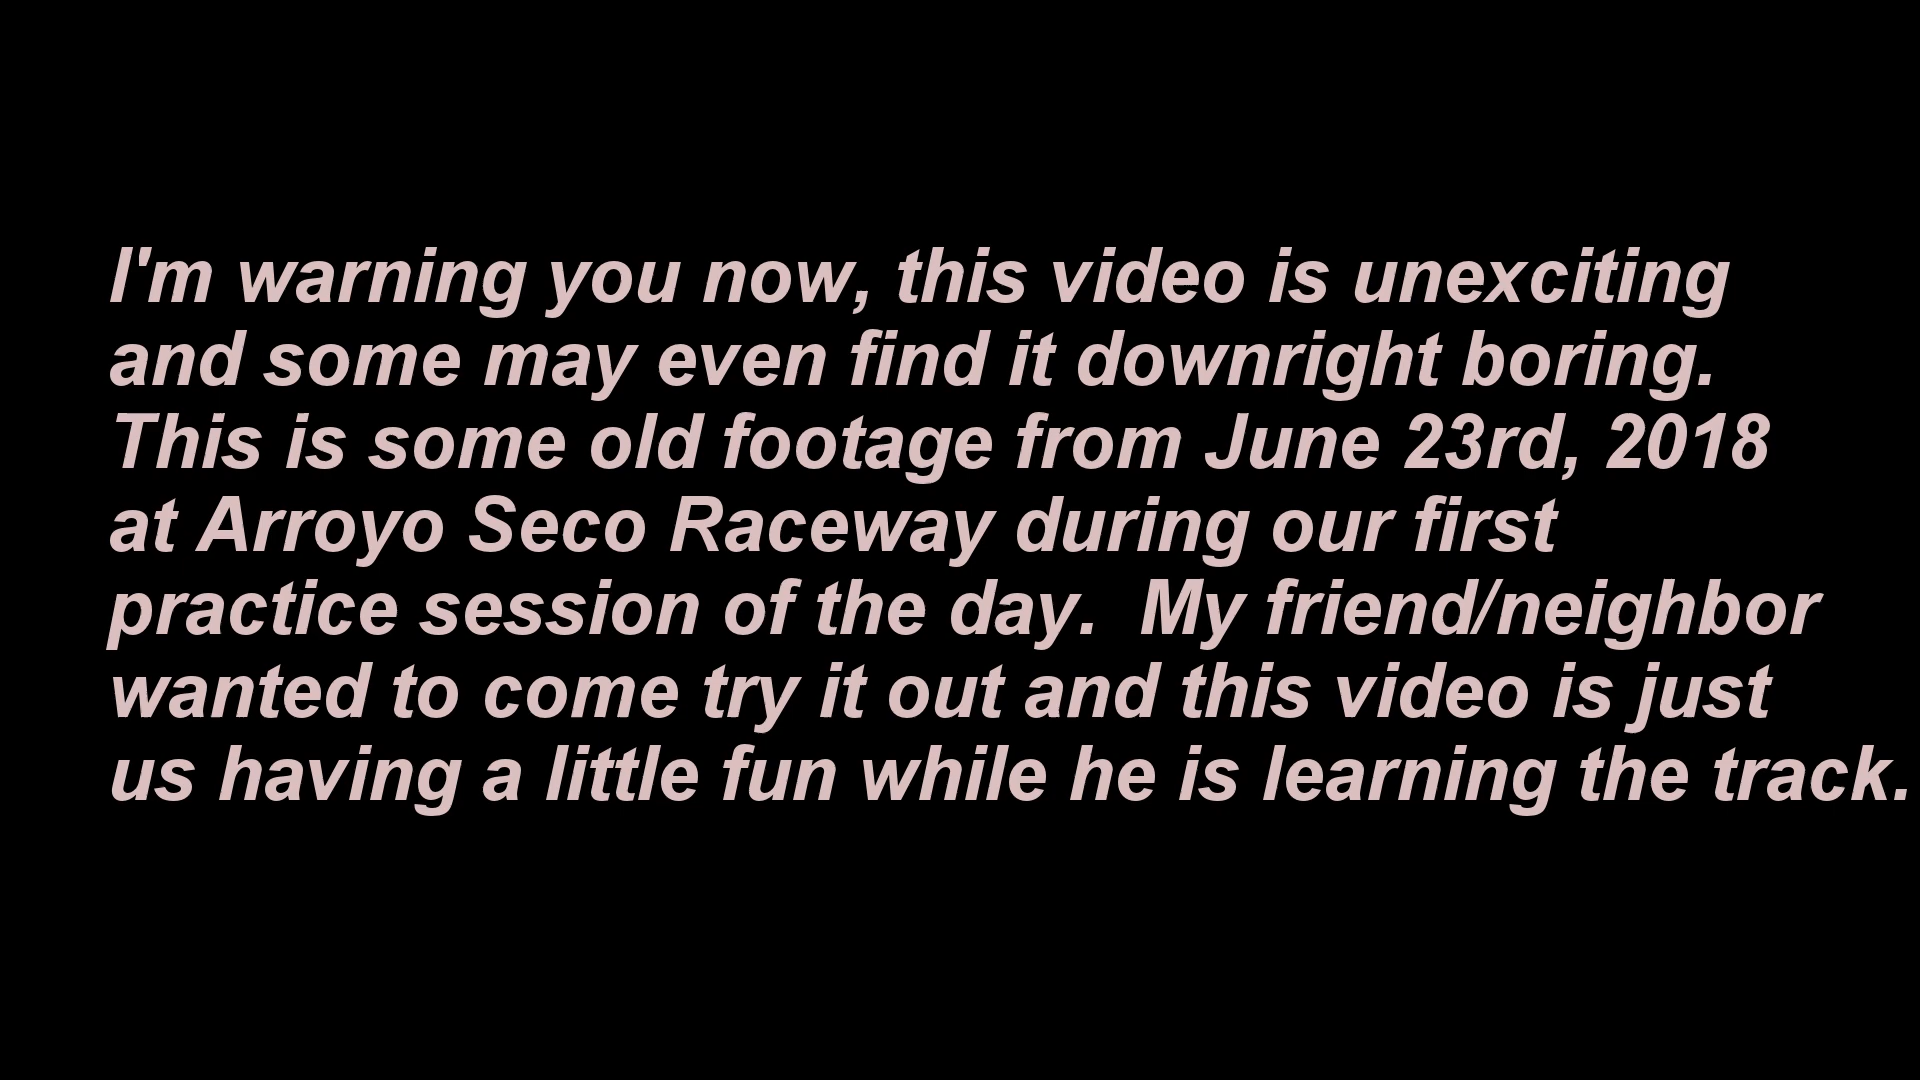 I'm warning you now, this video is unexciting
and some may even find it downright boring.
This is some old footage from June 23rd, 2018
at Arroyo Seco Raceway during our first
practice session of the day.  My friend/neighbor
wanted to come try it out and this video is just
us having a little fun while he is learning the track.